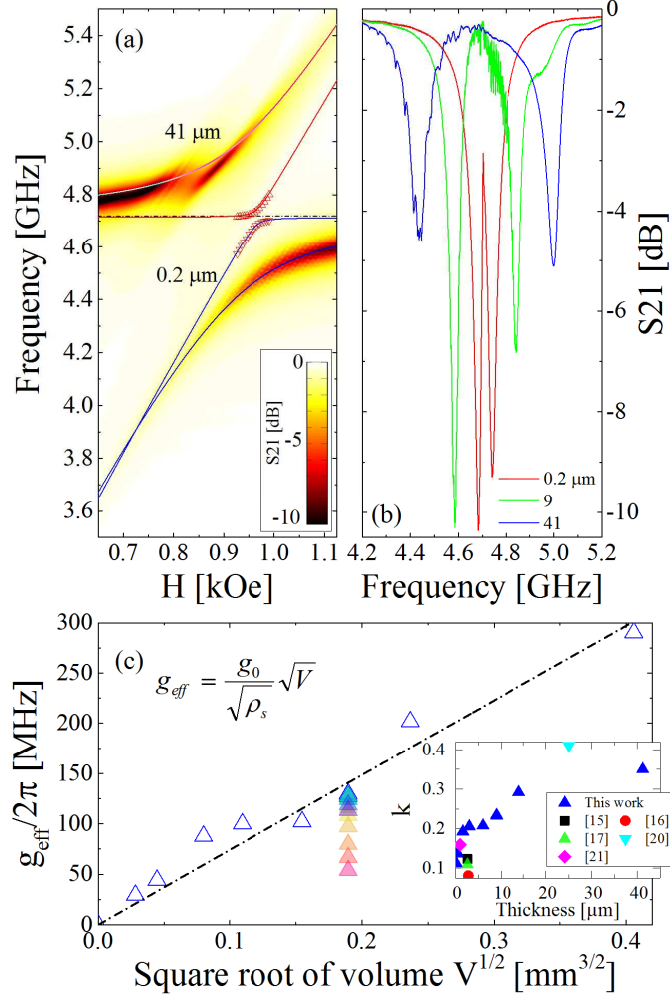 (a)
41 μm
0.2 μm
Frequency [GHz]
5.4
5.2
5.0
4.8
4.6
4.4
4.2
4.0
3.8
3.6
0.7 0.8 0.9 1.0 1.1
H [kOe]
S21 [dB]
0
-5
-10
(b)
0.2 μm
9
41
4.2 4.4 4.6 4.8 5.0 5.2
Frequency [GHz]
0
-2
-4
-6
-8
-10
S21 [dB]
(c)
g_eff = g_0/√ρ_s √V
g_eff/2π [MHz]
300
250
200
150
100
50
0
0.0 0.1 0.2 0.3 0.4
Square root of volume V^1/2 [mm^3/2]
k
0.4
0.3
0.2
0.1
0 10 20 30 40
Thickness [μm]
This work
[15] [16]
[17] [20]
[21]